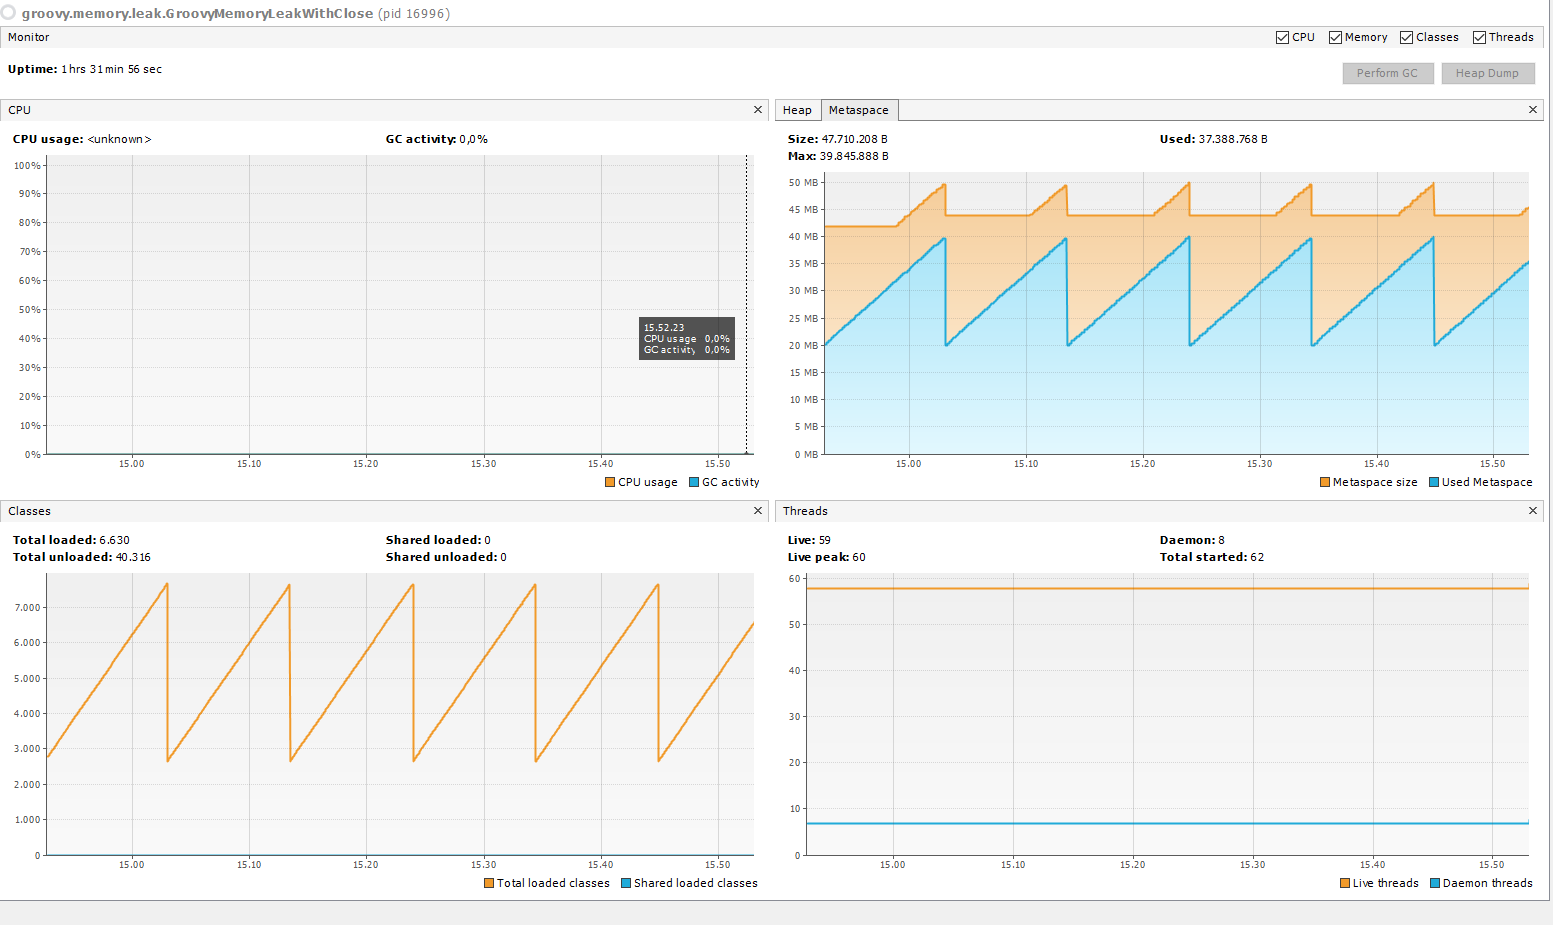 groovy.memory.leak.GroovyMemoryLeakWithClose (pid 16996)
Monitor
CPU Memory Classes Threads
Uptime: 1 hrs 31 min 56 sec
Perform GC Heap Dump
CPU
CPU usage: <unknown> GC activity: 0,0%
100%
90%
80%
70%
60%
50%
40%
30%
20%
10%
0%
15.52.23
CPU usage 0,0%
GC activity 0,0%
15.00 15.10 15.20 15.30 15.40 15.50
CPU usage GC activity
Heap Metaspace
Size: 47.710.208 B Used: 37.388.768 B
Max: 39.845.888 B
50 MB
45 MB
40 MB
35 MB
30 MB
25 MB
20 MB
15 MB
10 MB
5 MB
0 MB
15.00 15.10 15.20 15.30 15.40 15.50
Metaspace size Used Metaspace
Classes
Total loaded: 6.630 Shared loaded: 0
Total unloaded: 40.316 Shared unloaded: 0
7.000
6.000
5.000
4.000
3.000
2.000
1.000
0
15.00 15.10 15.20 15.30 15.40 15.50
Total loaded classes Shared loaded classes
Threads
Live: 59 Daemon: 8
Live peak: 60 Total started: 62
60
50
40
30
20
10
0
15.00 15.10 15.20 15.30 15.40 15.50
Live threads Daemon threads